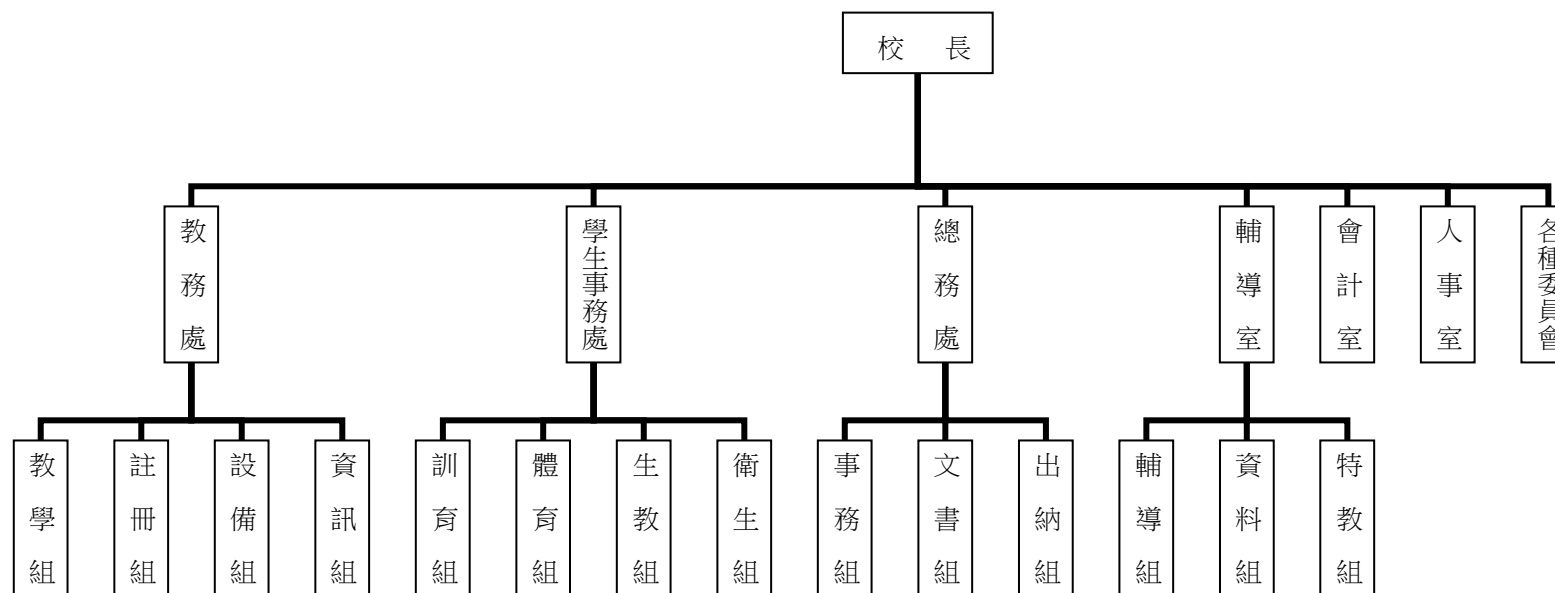 校長
教務處
學生事務處
總務處
輔導室
會計室
人事室
各種委員會
教學組
註冊組
設備組
資訊組
訓育組
體育組
生教組
衛生組
事務組
文書組
出納組
輔導組
資料組
特教組